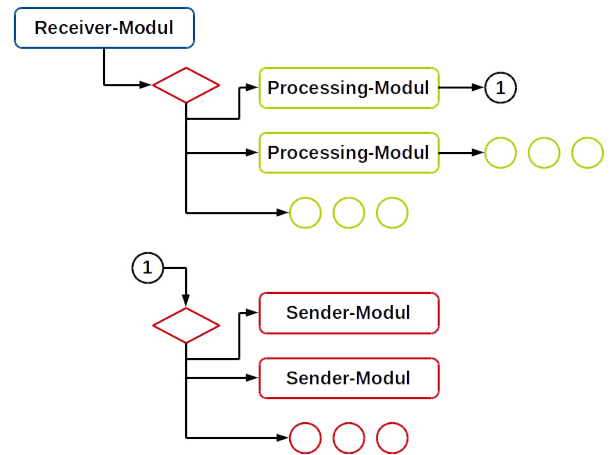 Receiver-Modul
Processing-Modul
1
Processing-Modul
1
Sender-Modul
Sender-Modul